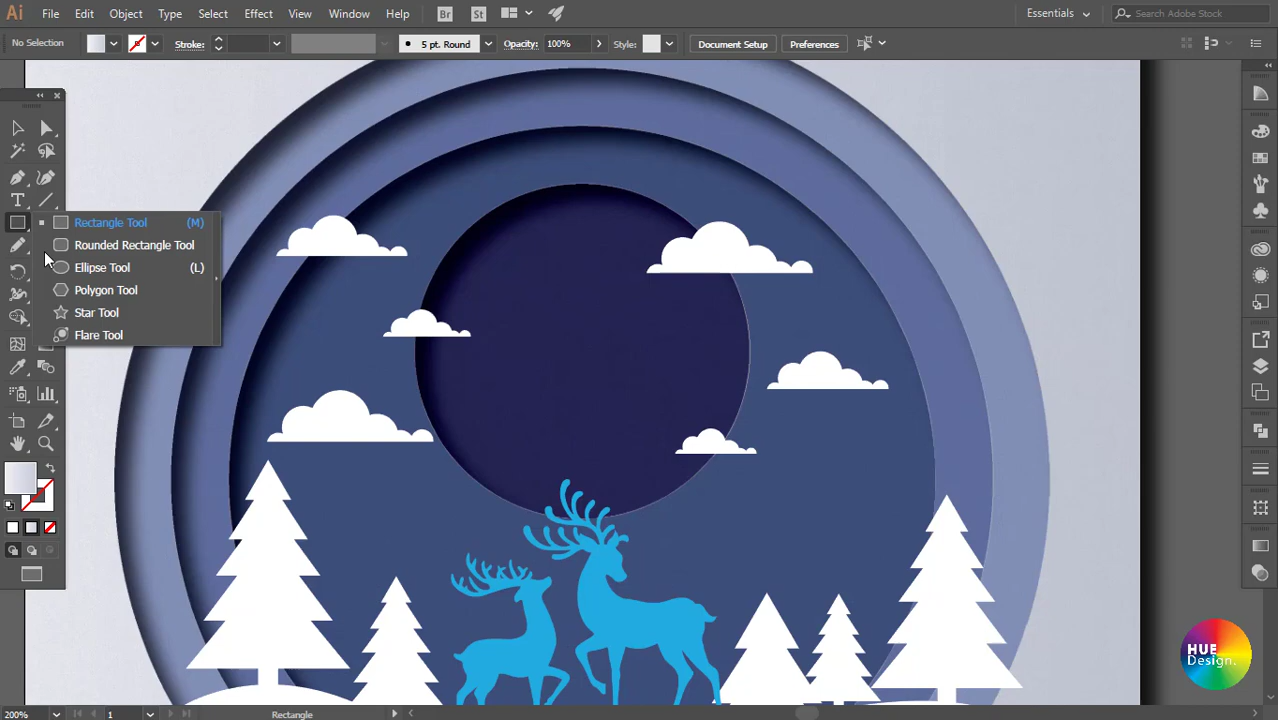 Ai File Edit Object Type Select Effect View Window Help Br St Essentials Search Adobe Stock
No Selection Stroke: 5 pt. Round Opacity: 100% Style: Document Setup Preferences
T
Rectangle Tool (M)
Rounded Rectangle Tool
Ellipse Tool (L)
Polygon Tool
Star Tool
Flare Tool
HUE
Design.
200% 1 Rectangle